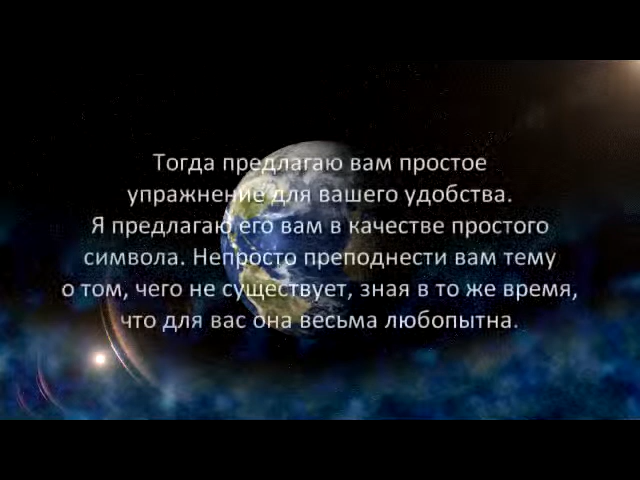 Тогда предлагаю вам простое
упражнение для вашего удобства.
Я предлагаю его вам в качестве простого
символа. Непросто преподнести вам тему
о том, чего не существует, зная в то же время,
что для вас она весьма любопытна.